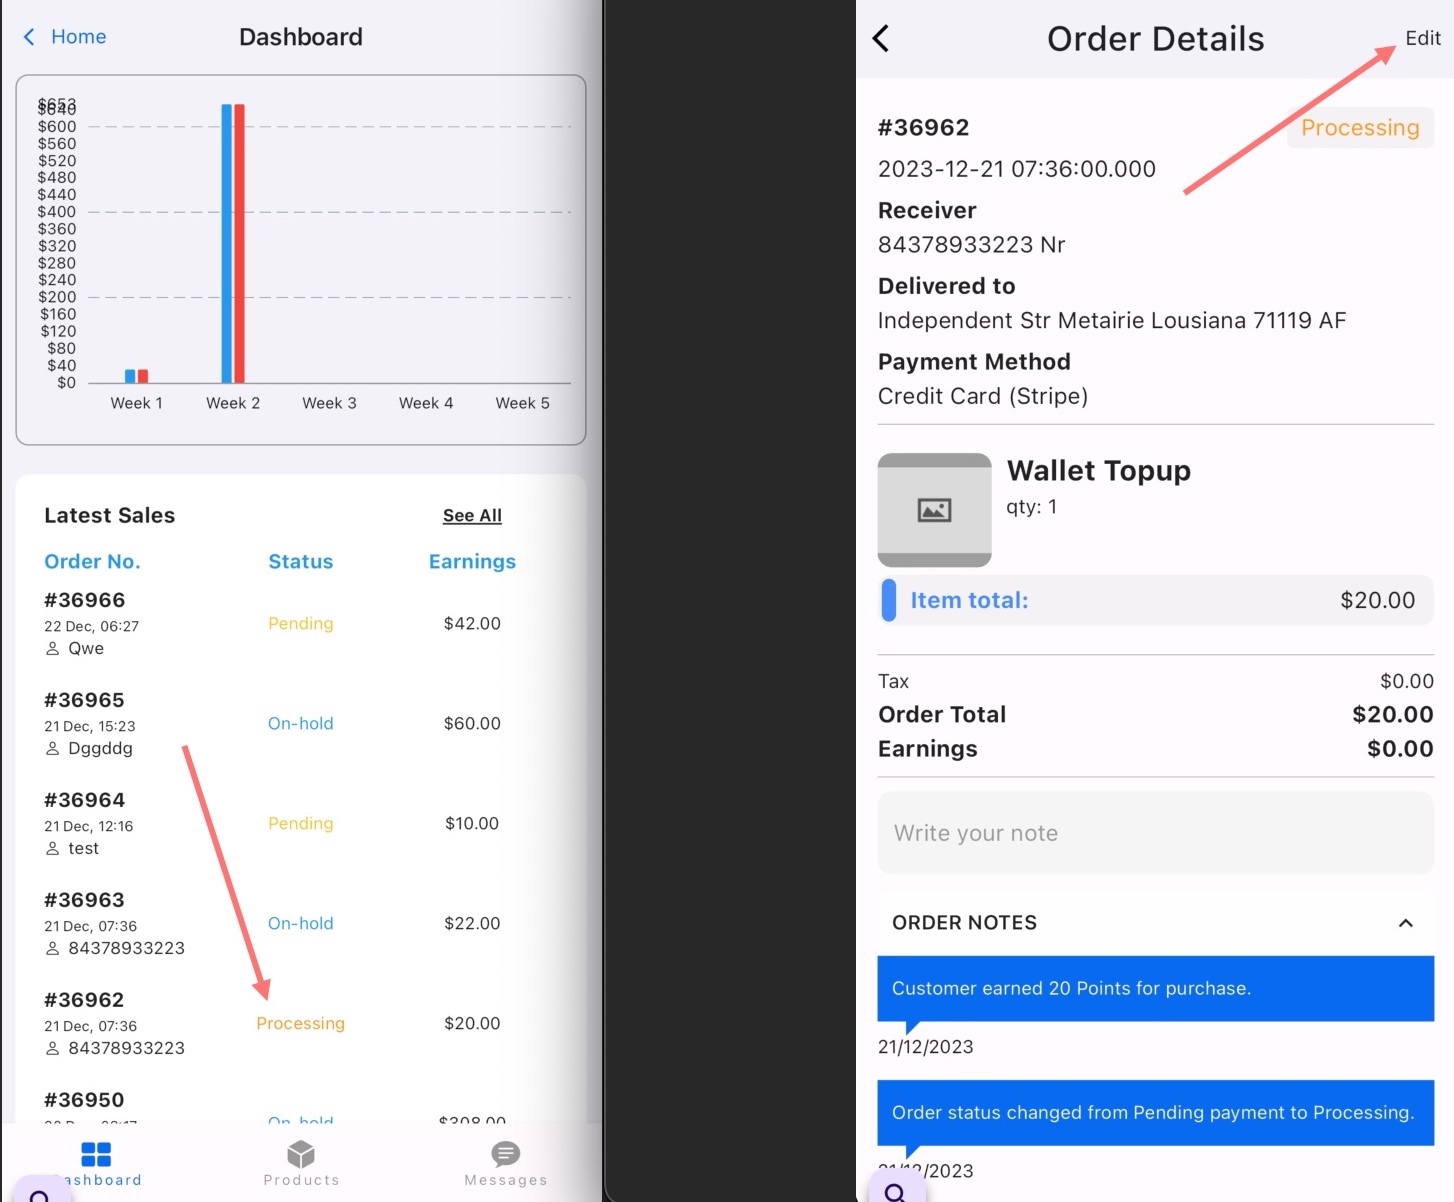 Home
Dashboard
$653
$640
$600
$560
$520
$480
$440
$400
$360
$320
$280
$240
$200
$160
$120
$80
$40
$0
Week 1 Week 2 Week 3 Week 4 Week 5
Latest Sales See All
Order No. Status Earnings
#36966
22 Dec, 06:27 Pending $42.00
Qwe
#36965
21 Dec, 15:23 On-hold $60.00
Dggddg
#36964
21 Dec, 12:16 Pending $10.00
test
#36963
21 Dec, 07:36 On-hold $22.00
84378933223
#36962
21 Dec, 07:36 Processing $20.00
84378933223
#36950
On-hold $308.00
ashboard Products Messages
Order Details
Edit
#36962 Processing
2023-12-21 07:36:00.000
Receiver
84378933223 Nr
Delivered to
Independent Str Metairie Lousiana 71119 AF
Payment Method
Credit Card (Stripe)
Wallet Topup
qty: 1
Item total: $20.00
Tax $0.00
Order Total $20.00
Earnings $0.00
Write your note
ORDER NOTES
Customer earned 20 Points for purchase.
21/12/2023
Order status changed from Pending payment to Processing.
21/12/2023